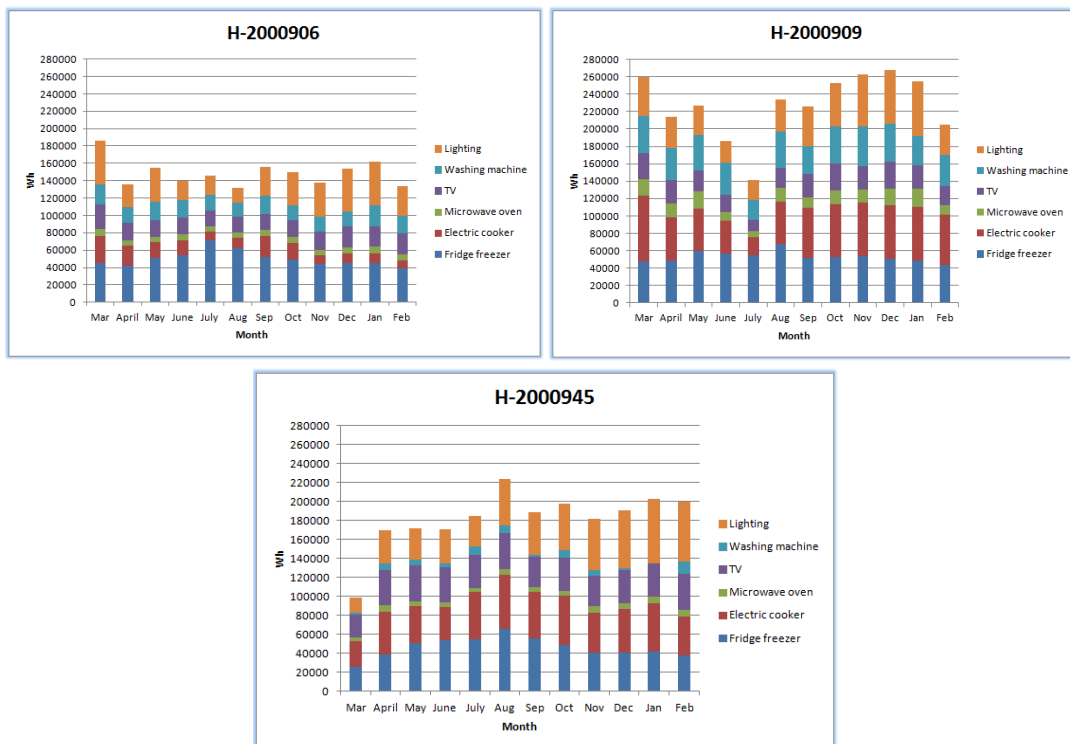 H-2000906
280000
260000
240000
220000
200000
180000
160000
140000
120000
100000
80000
60000
40000
20000
0
Wh
Mar April May June July Aug Sep Oct Nov Dec Jan Feb
Month
Lighting
Washing machine
TV
Microwave oven
Electric cooker
Fridge freezer
H-2000909
280000
260000
240000
220000
200000
180000
160000
140000
120000
100000
80000
60000
40000
20000
0
Wh
Mar April May June July Aug Sep Oct Nov Dec Jan Feb
Month
Lighting
Washing machine
TV
Microwave oven
Electric cooker
Fridge freezer
H-2000945
280000
260000
240000
220000
200000
180000
160000
140000
120000
100000
80000
60000
40000
20000
0
Wh
Mar April May June July Aug Sep Oct Nov Dec Jan Feb
Month
Lighting
Washing machine
TV
Microwave oven
Electric cooker
Fridge freezer